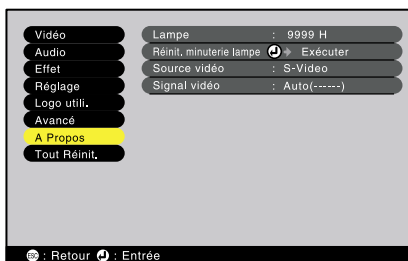 Vidéo
Audio
Effet
Réglage
Logo utili.
Avancé
A Propos
Tout Réinit.
Lampe : 9999 H
Réinit. minuterie lampe Exécuter
Source vidéo : S-Video
Signal vidéo : Auto(------)
ESC : Retour : Entrée